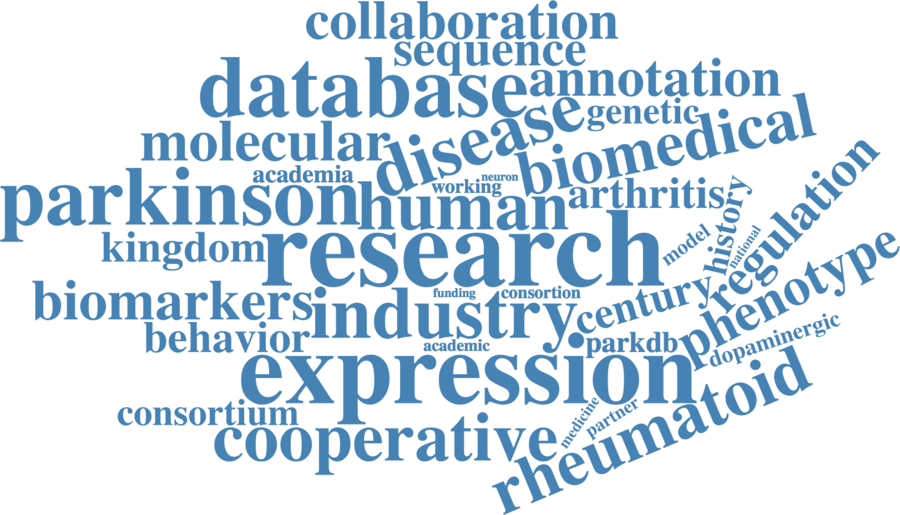 collaboration
sequence
database
annotation
disease
genetic
molecular
biomedical
academia
neuron
working
parkinson
human
arthritis
history
regulation
kingdom
research
model
national
biomarkers
funding
consortion
industry
century
phenotype
behavior
academic
parkdb
dopaminergic
expression
consortium
medicine
partner
rheumatoid
cooperative